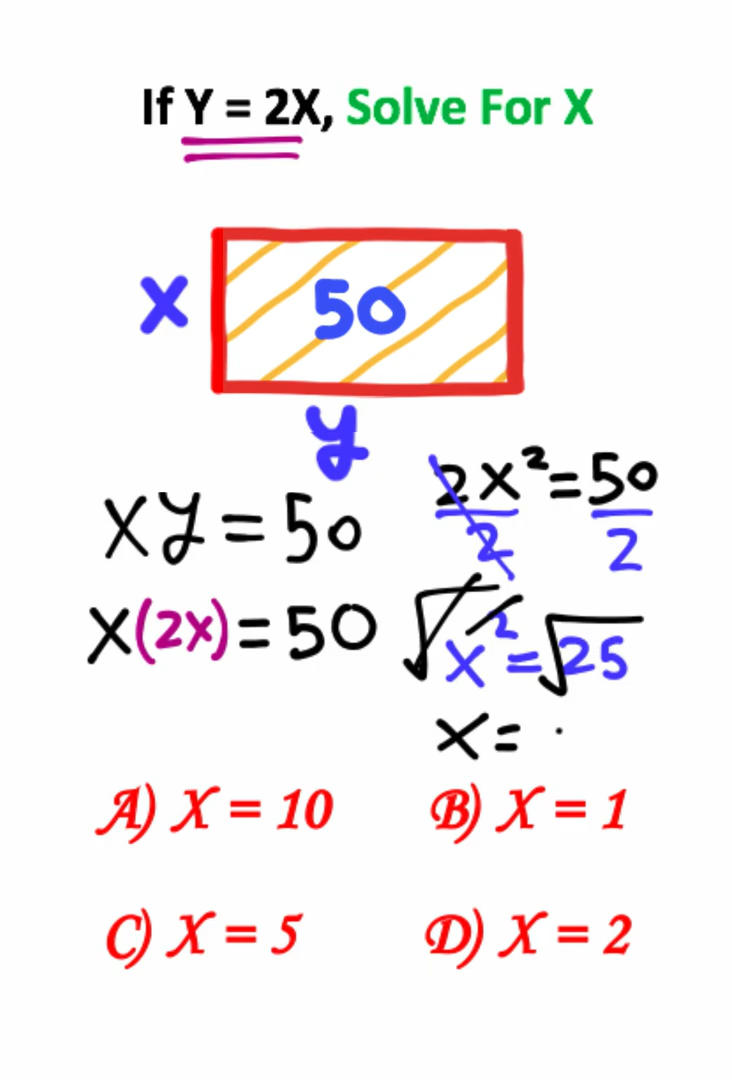 If Y = 2X, Solve For X
X
50
y
xy = 50
x(2x) = 50
2x² = 50
2 2
√x² = √25
x = 
A) X = 10
B) X = 1
C) X = 5
D) X = 2